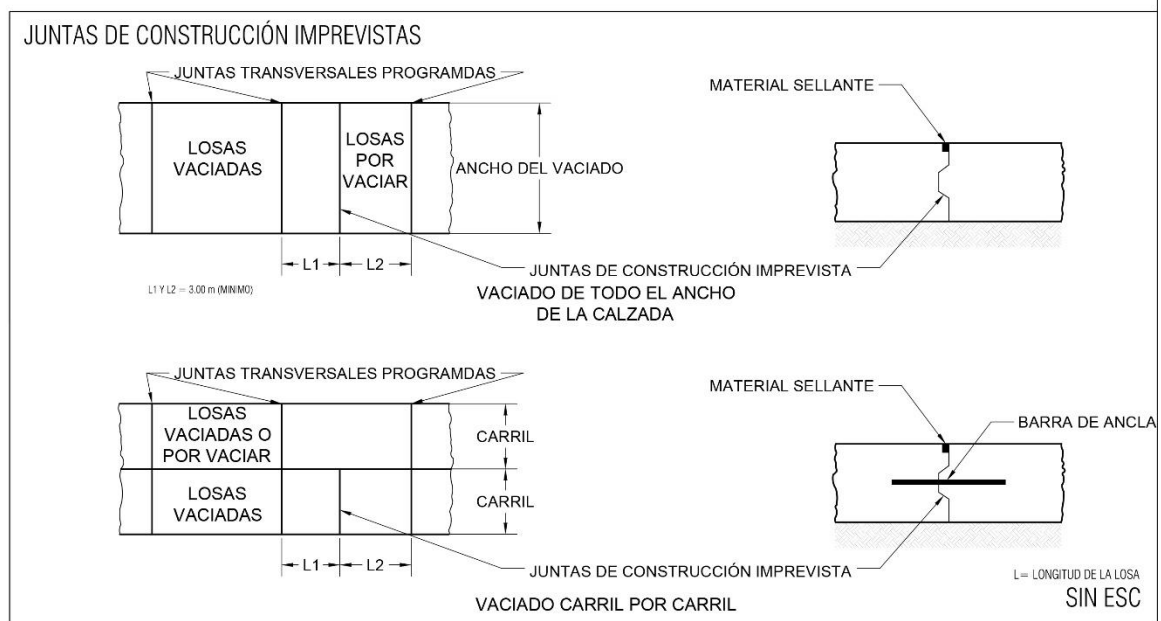 JUNTAS DE CONSTRUCCIÓN IMPREVISTAS
JUNTAS TRANSVERSALES PROGRAMDAS
MATERIAL SELLANTE
LOSAS
VACIADAS
LOSAS
POR
VACIAR
ANCHO DEL VACIADO
L1
L2
JUNTAS DE CONSTRUCCIÓN IMPREVISTA
L1 Y L2 = 3.00 m (MINIMO)
VACIADO DE TODO EL ANCHO
DE LA CALZADA
JUNTAS TRANSVERSALES PROGRAMDAS
MATERIAL SELLANTE
LOSAS
VACIADAS O
POR VACIAR
CARRIL
BARRA DE ANCLA
LOSAS
VACIADAS
CARRIL
L1
L2
JUNTAS DE CONSTRUCCIÓN IMPREVISTA
L= LONGITUD DE LA LOSA
VACIADO CARRIL POR CARRIL
SIN ESC